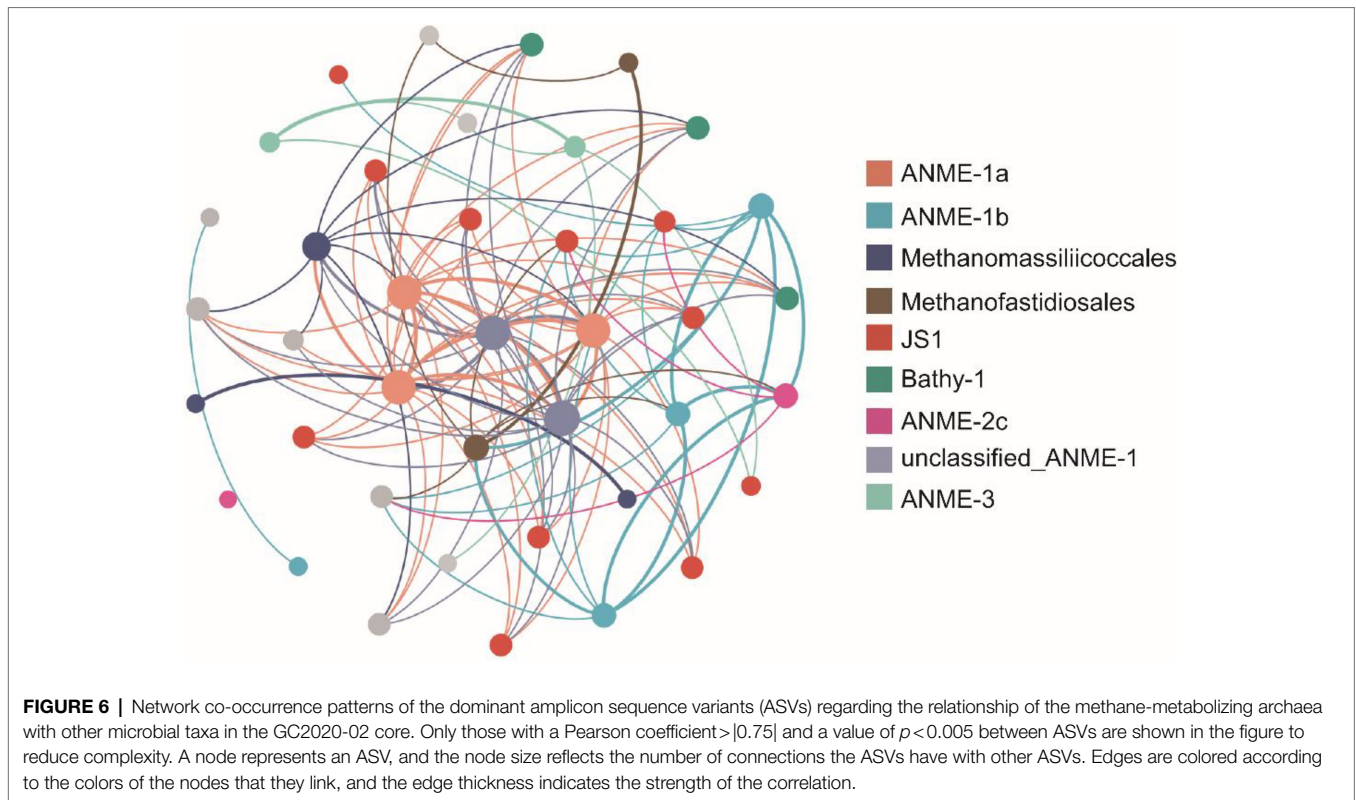 ANME-1a
ANME-1b
Methanomassiliicoccales
Methanofastidiosales
JS1
Bathy-1
ANME-2c
unclassified_ANME-1
ANME-3
FIGURE 6 | Network co-occurrence patterns of the dominant amplicon sequence variants (ASVs) regarding the relationship of the methane-metabolizing archaea
with other microbial taxa in the GC2020-02 core. Only those with a Pearson coefficient>|0.75| and a value of p<0.005 between ASVs are shown in the figure to
reduce complexity. A node represents an ASV, and the node size reflects the number of connections the ASVs have with other ASVs. Edges are colored according
to the colors of the nodes that they link, and the edge thickness indicates the strength of the correlation.